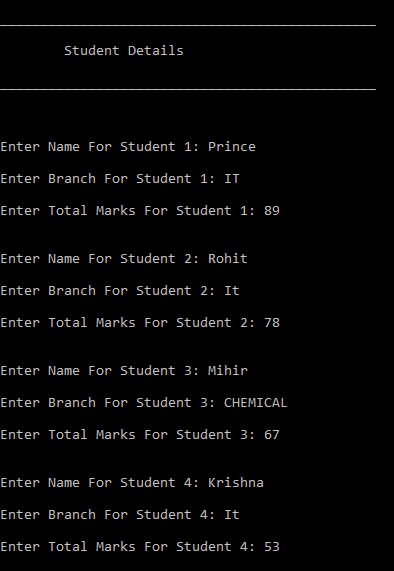 Student Details
Enter Name For Student 1: Prince
Enter Branch For Student 1: IT
Enter Total Marks For Student 1: 89
Enter Name For Student 2: Rohit
Enter Branch For Student 2: It
Enter Total Marks For Student 2: 78
Enter Name For Student 3: Mihir
Enter Branch For Student 3: CHEMICAL
Enter Total Marks For Student 3: 67
Enter Name For Student 4: Krishna
Enter Branch For Student 4: It
Enter Total Marks For Student 4: 53